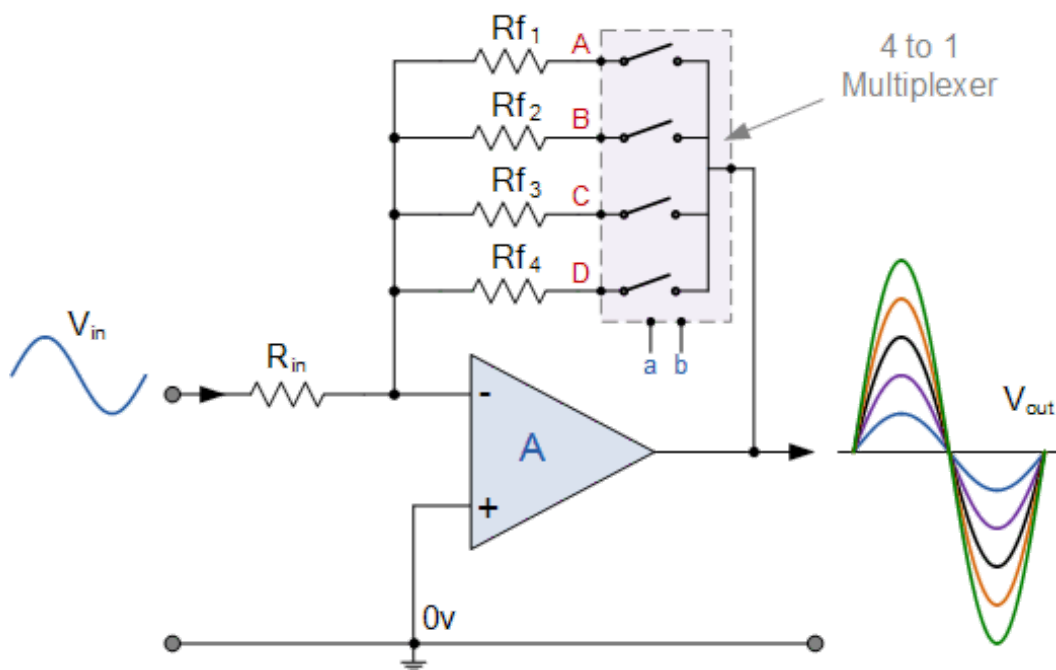 Rf1
A
4 to 1
Multiplexer
Rf2
B
Rf3
C
Rf4
D
Vin
Rin
a b
-
A
+
Vout
0v